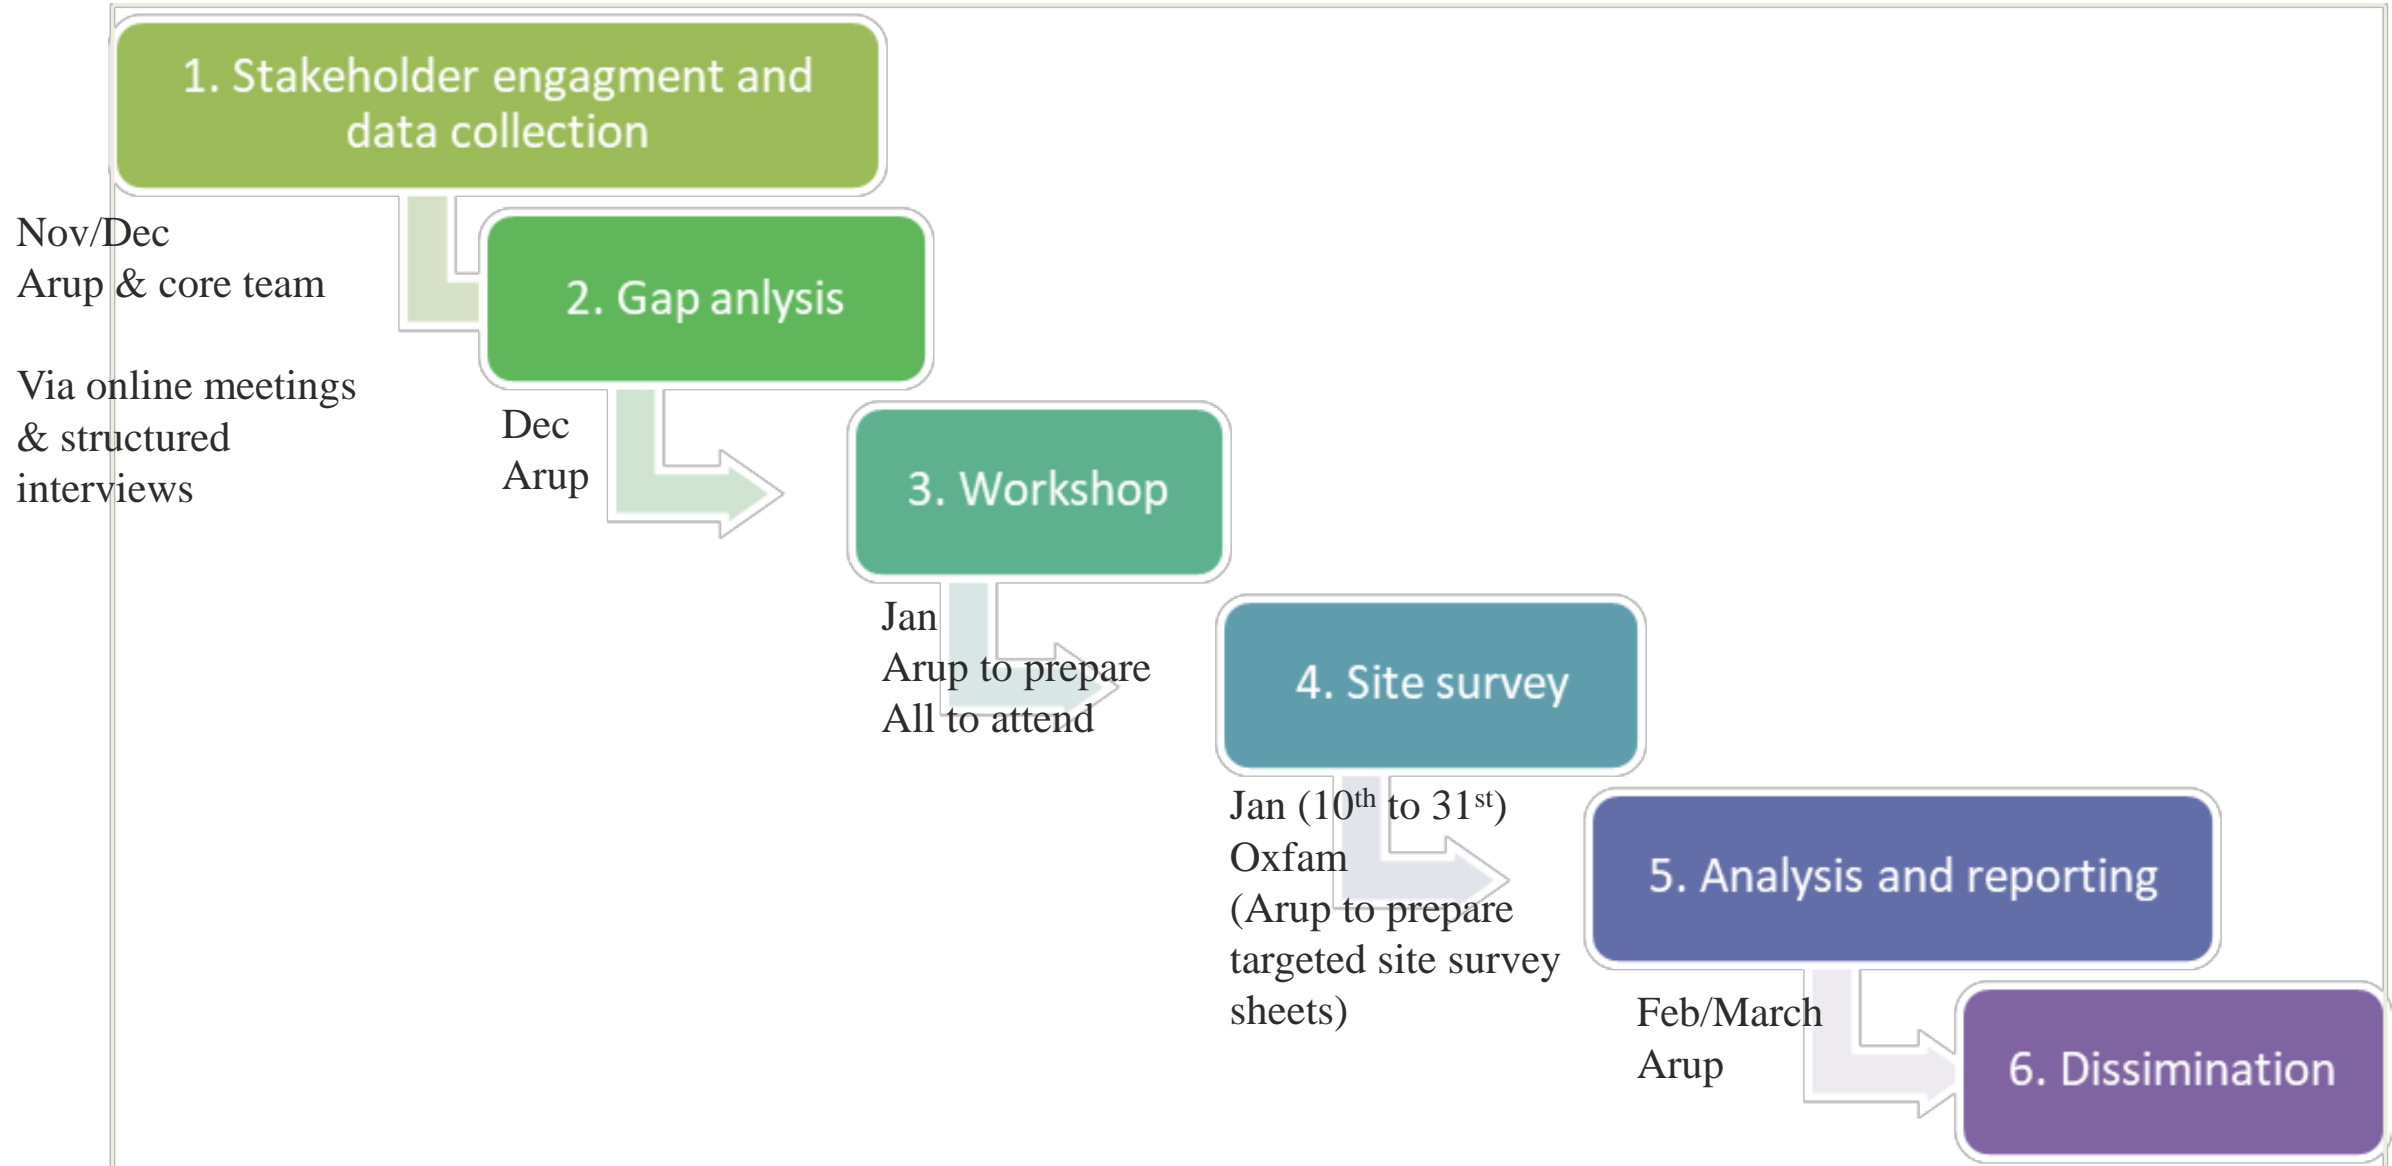 1. Stakeholder engagment and
data collection
Nov/Dec
Arup & core team
Via online meetings
& structured
interviews
2. Gap anlysis
Dec
Arup
3. Workshop
Jan
Arup to prepare
All to attend
4. Site survey
Jan (10th to 31st)
Oxfam
(Arup to prepare
targeted site survey
sheets)
5. Analysis and reporting
Feb/March
Arup
6. Dissimination